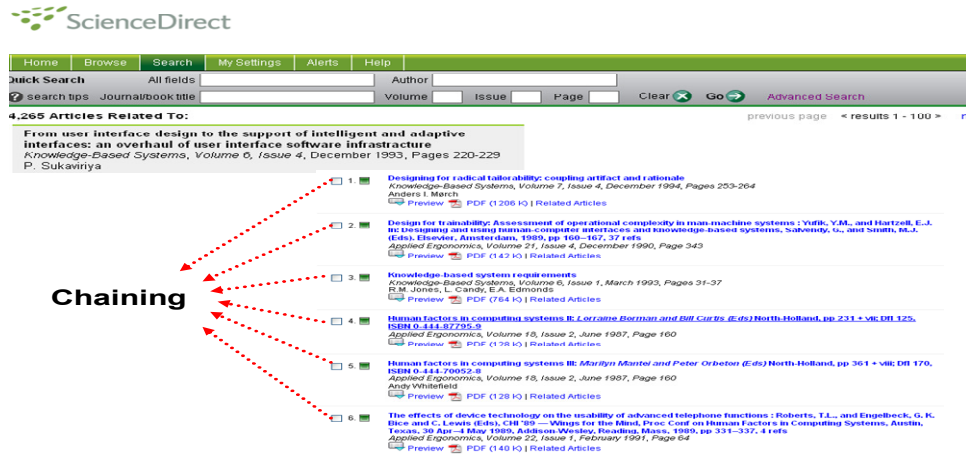 ScienceDirect
Home Browse Search My Settings Alerts Help
Quick Search All fields Author
search tips Journal/book title Volume Issue Page Clear Go Advanced Search
4,265 Articles Related To: previous page < results 1 - 100 >
From user interface design to the support of intelligent and adaptive
interfaces: an overhaul of user interface software infrastracture
Knowledge-Based Systems, Volume 6, Issue 4, December 1993, Pages 220-229
P. Sukaviriya
1. Designing for radical tailorability: coupling artifact and rationale
Knowledge-Based Systems, Volume 7, Issue 4, December 1994, Pages 253-264
Anders I. Mørch
Preview PDF (1206 K) | Related Articles
2. Design for trainability: Assessment of operational complexity in man-machine systems : Yufik, Y.M., and Hartzell, E.J.
In: Designing and using human-computer interfaces and knowledge-based systems, Salvendy, G., and Smith, M.J.
(Eds). Elsevier, Amsterdam, 1989, pp 160–167, 37 refs
Applied Ergonomics, Volume 21, Issue 4, December 1990, Page 343
Preview PDF (142 K) | Related Articles
3. Knowledge-based system requirements
Knowledge-Based Systems, Volume 6, Issue 1, March 1993, Pages 31-37
R.M. Jones, L. Candy, E.A. Edmonds
Preview PDF (764 K) | Related Articles
Chaining
4. Human factors in computing systems II: Lorraine Borman and Bill Curtis (Eds) North-Holland, pp 231 + vii; Dfl 125,
ISBN 0-444-87795-9
Applied Ergonomics, Volume 18, Issue 2, June 1987, Page 160
Preview PDF (128 K) | Related Articles
5. Human factors in computing systems III: Marilyn Mantei and Peter Orbeton (Eds) North-Holland, pp 361 + viii; Dfl 170,
ISBN 0-444-70052-8
Applied Ergonomics, Volume 18, Issue 2, June 1987, Page 160
Andy Whitefield
Preview PDF (128 K) | Related Articles
6. The effects of device technology on the usability of advanced telephone functions : Roberts, T.L., and Engelbeck, G. K.
Bice and C. Lewis (Eds), CHI '89 — Wings for the Mind, Proc Conf on Human Factors in Computing Systems, Austin,
Texas, 30 Apr–4 May 1989, Addison-Wesley, Reading, Mass, 1989, pp 331–337, 4 refs
Applied Ergonomics, Volume 22, Issue 1, February 1991, Page 64
Preview PDF (140 K) | Related Articles